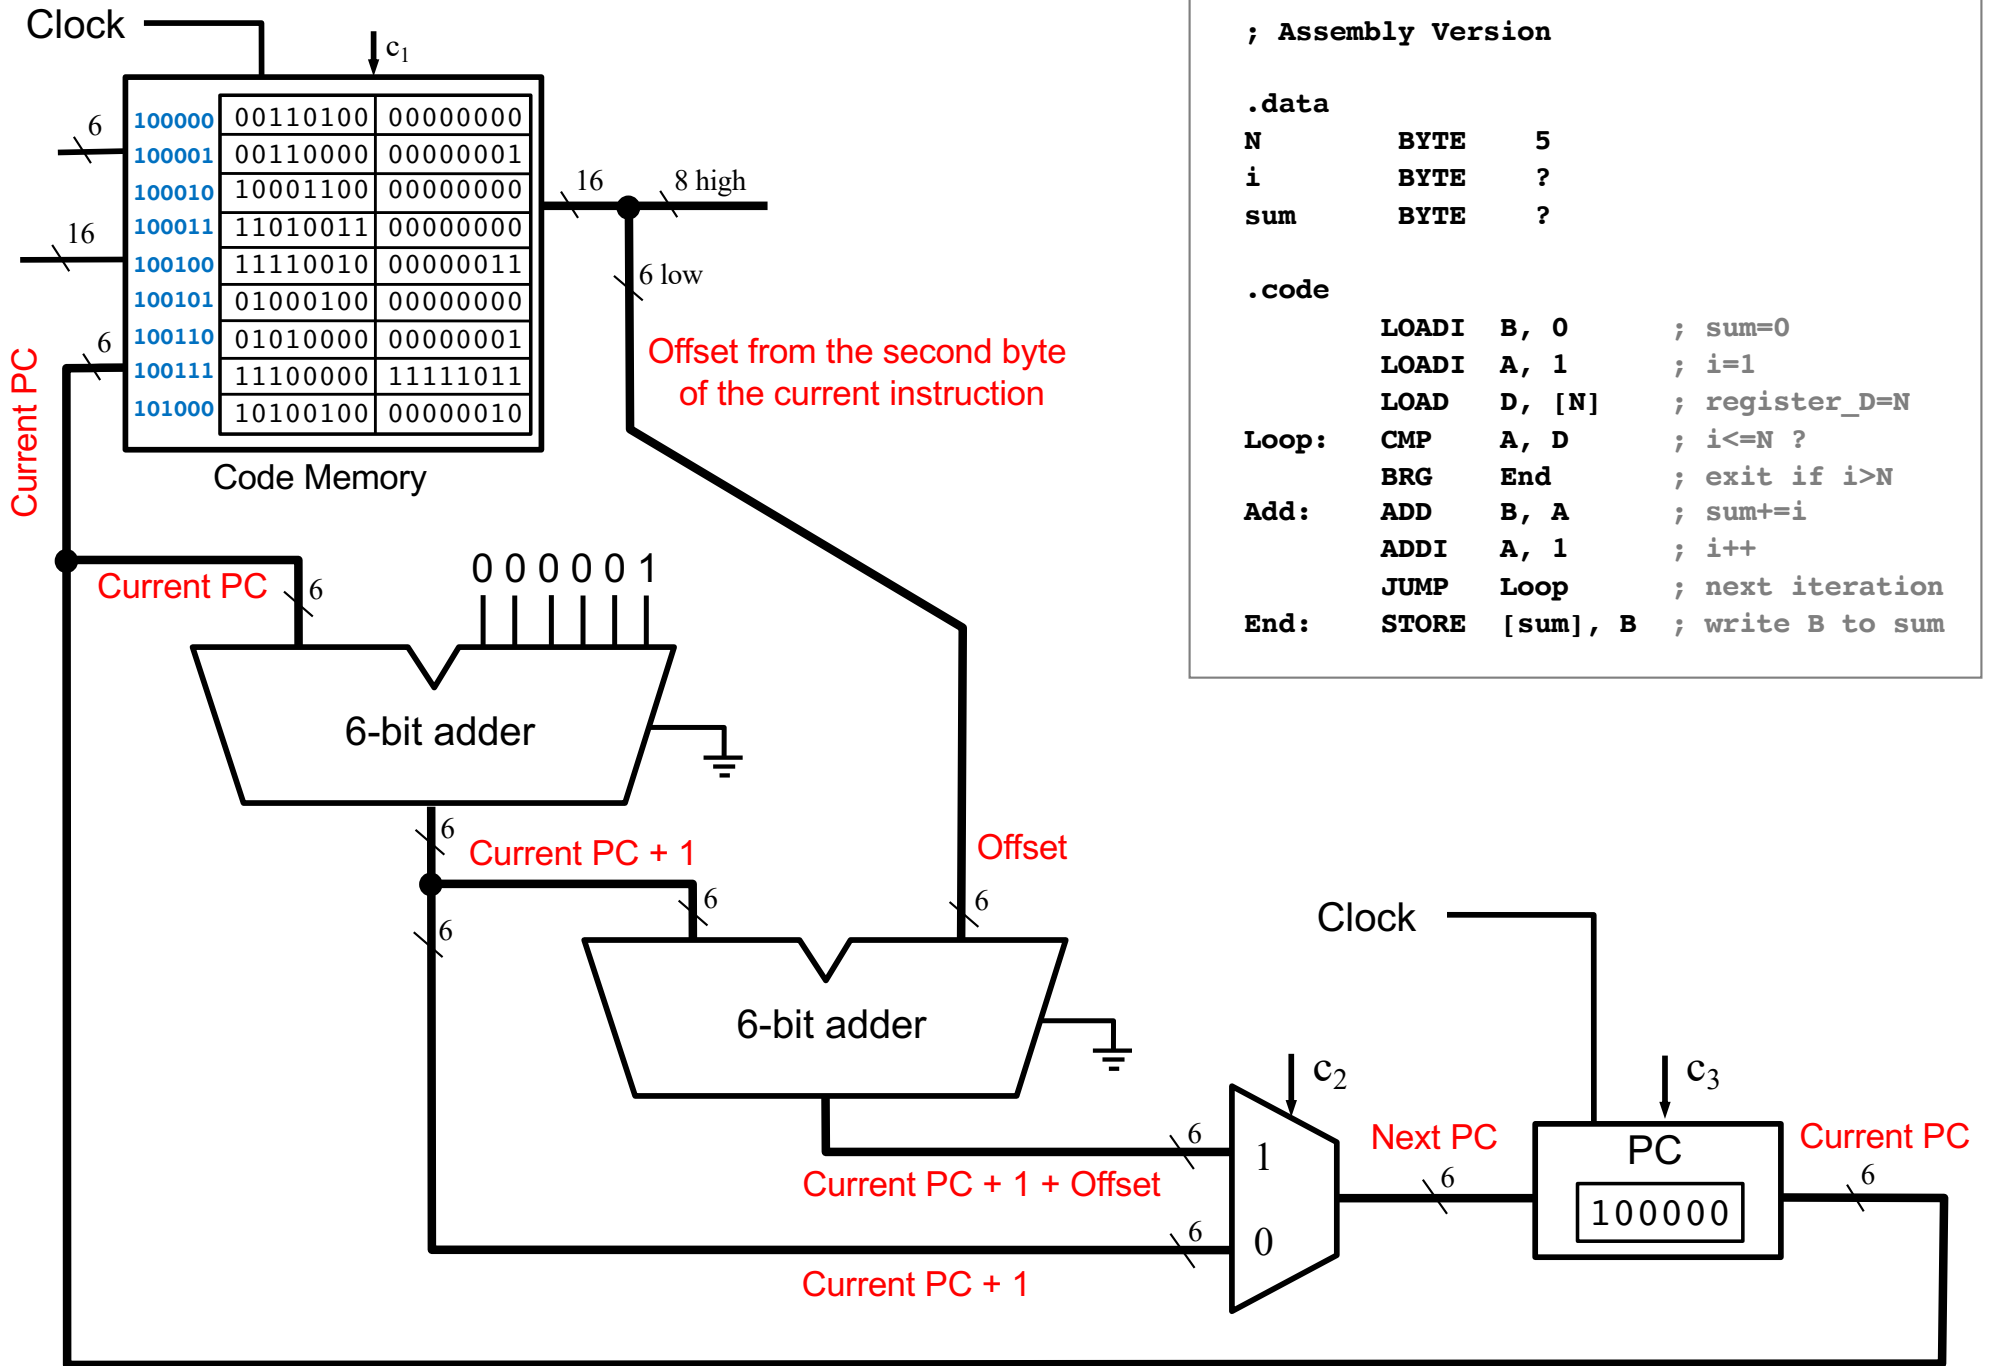 Clock
c1
6
16
6
100000 00110100 00000000
100001 00110000 00000001
100010 10001100 00000000
100011 11010011 00000000
100100 11110010 00000011
100101 01000100 00000000
100110 01010000 00000001
100111 11100000 11111011
101000 10100100 00000010
Code Memory
Current PC
16
8 high
6 low
Offset from the second byte
of the current instruction
; Assembly Version
.data
N BYTE 5
i BYTE ?
sum BYTE ?
.code
LOADI B, 0 ; sum=0
LOADI A, 1 ; i=1
LOAD D, [N] ; register_D=N
Loop: CMP A, D ; i<=N ?
BRG End ; exit if i>N
Add: ADD B, A ; sum+=i
ADDI A, 1 ; i++
JUMP Loop ; next iteration
End: STORE [sum], B ; write B to sum
Current PC
6
0 0 0 0 0 1
6-bit adder
6
Current PC + 1
6
6
Offset
6
6-bit adder
6
Current PC + 1 + Offset
6
Current PC + 1
1
0
c2
Next PC
6
Clock
c3
PC
100000
Current PC
6